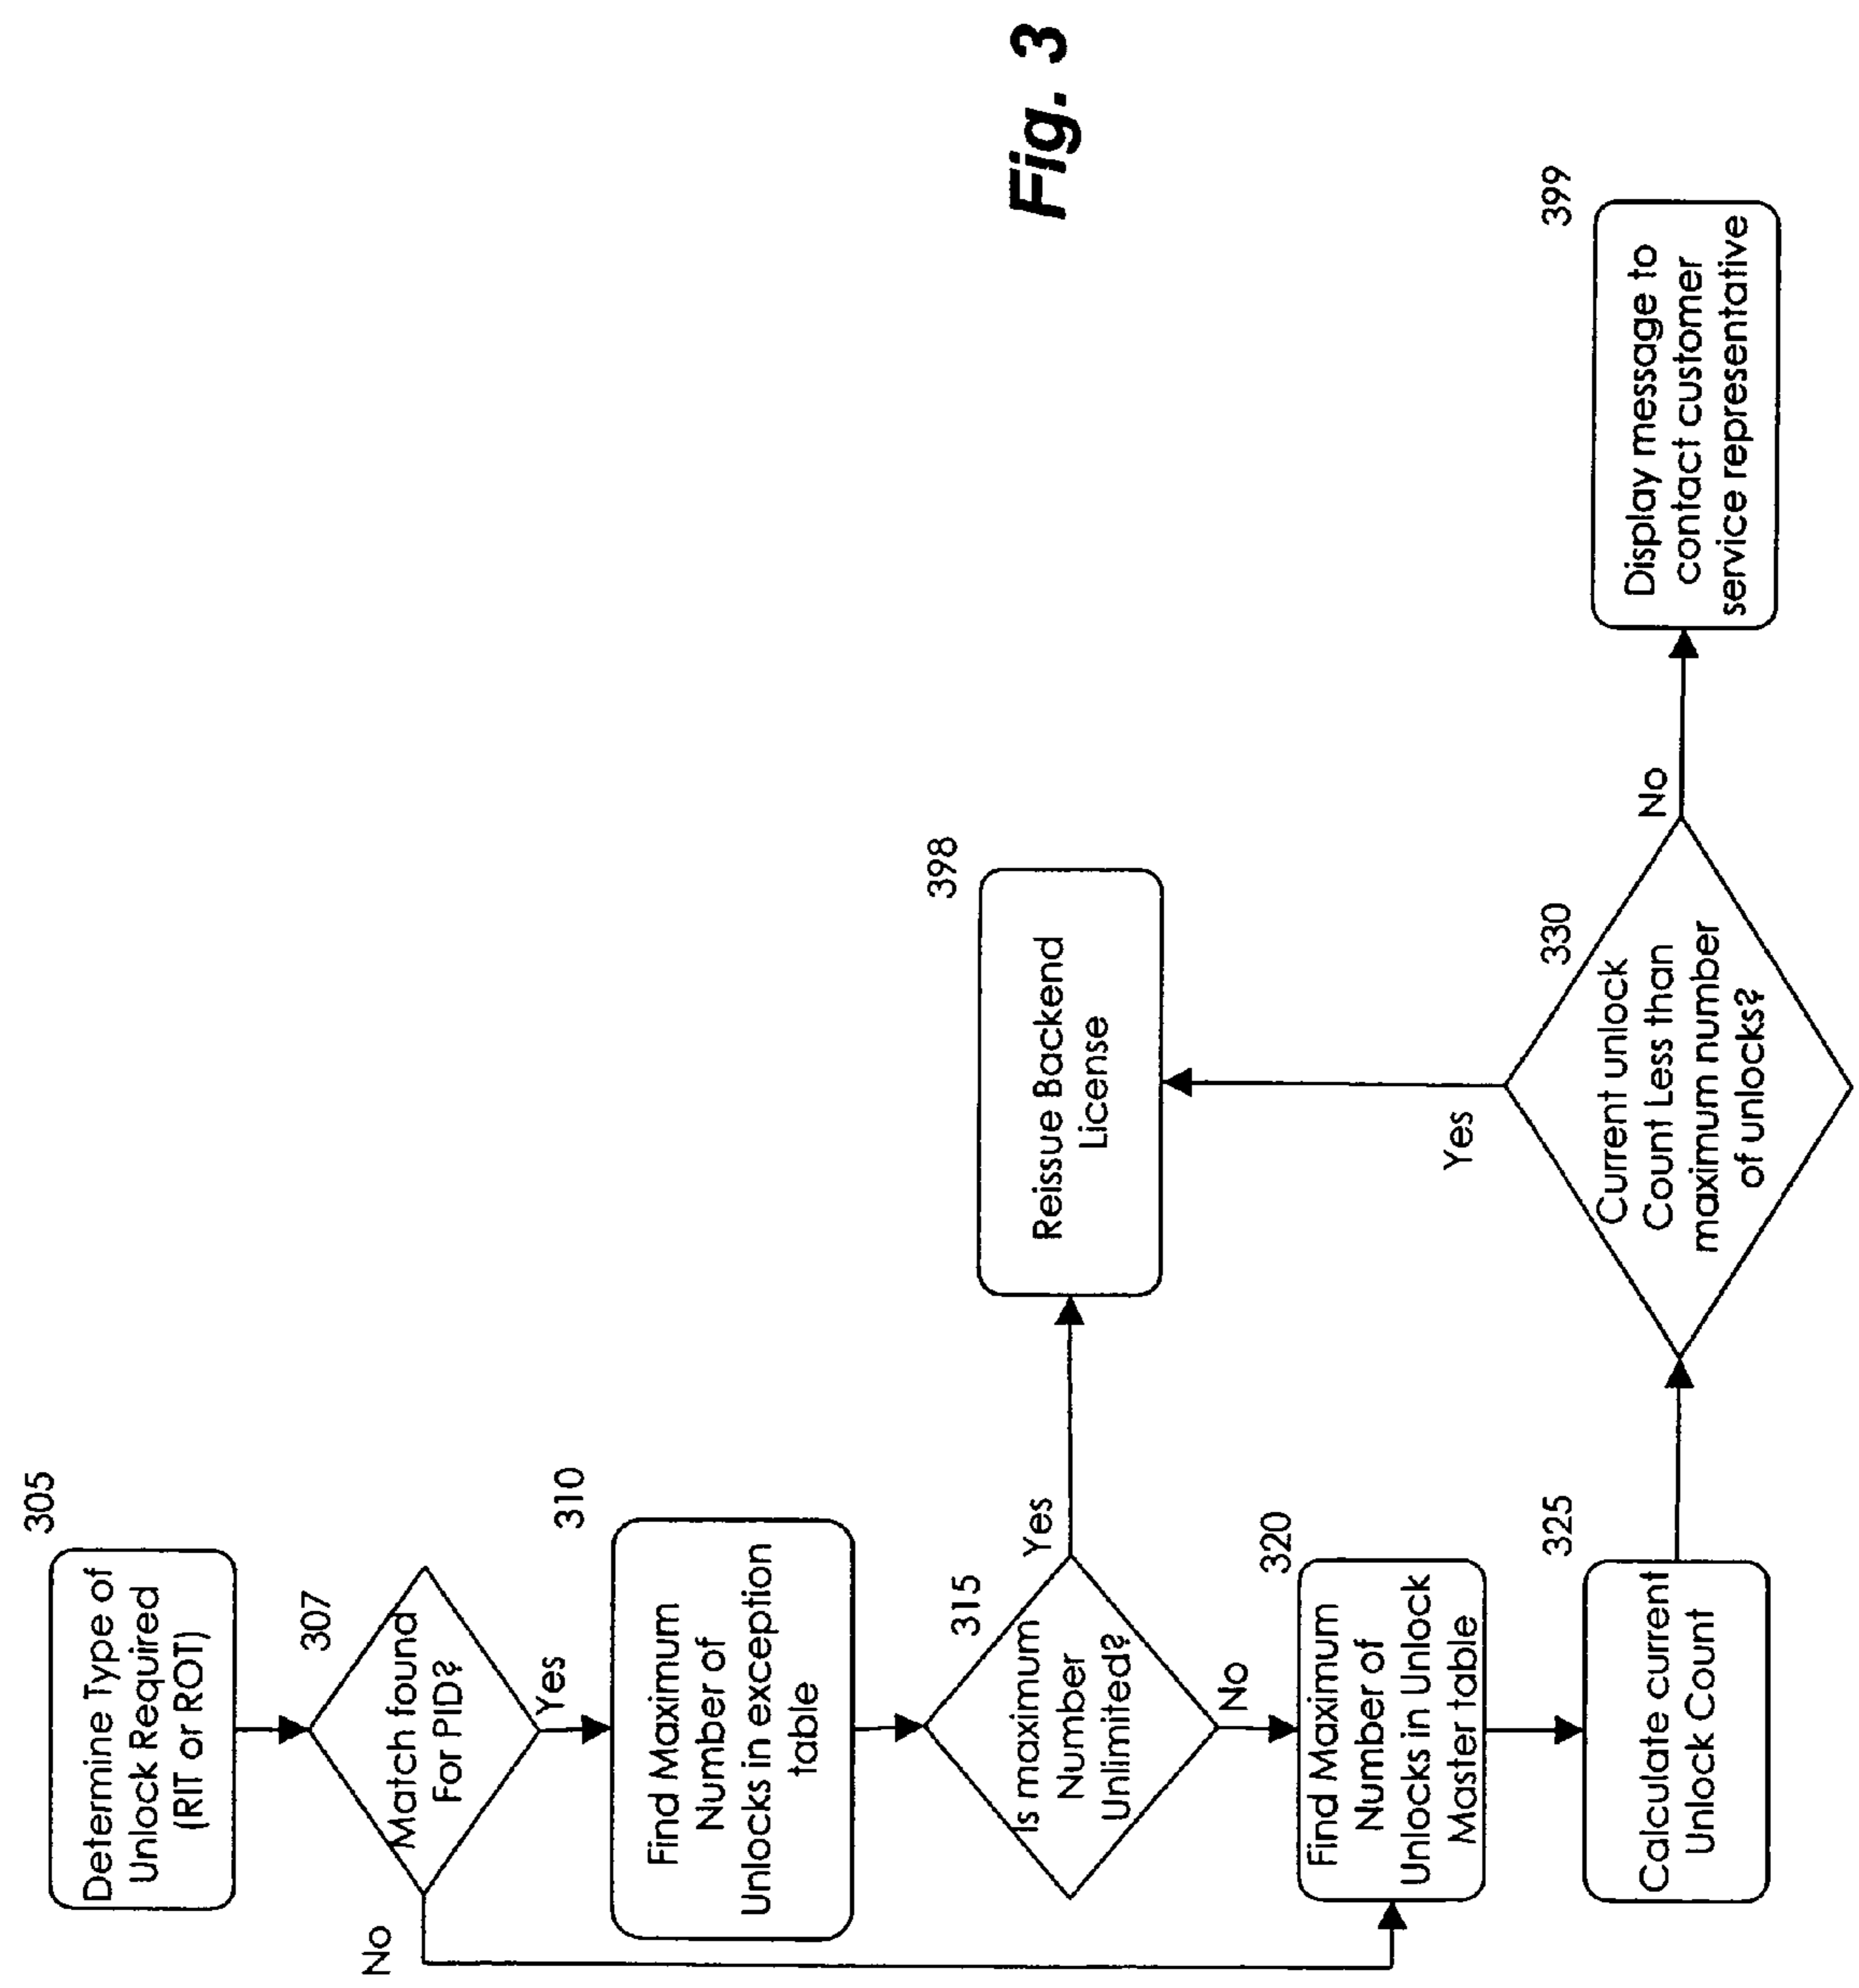 305
Determine Type of
Unlock Required
(RIT or ROT)
307
Match found
For PID?
No
Yes
310
Find Maximum
Number of
Unlocks in exception
table
315
Is maximum
Number
Unlimited?
Yes
No
398
Reissue Backend
License
320
Find Maximum
Number of
Unlocks in Unlock
Master table
325
Calculate current
Unlock Count
330
Current unlock
Count Less than
maximum number
of unlocks?
Yes
No
399
Display message to
contact customer
service representative
Fig. 3